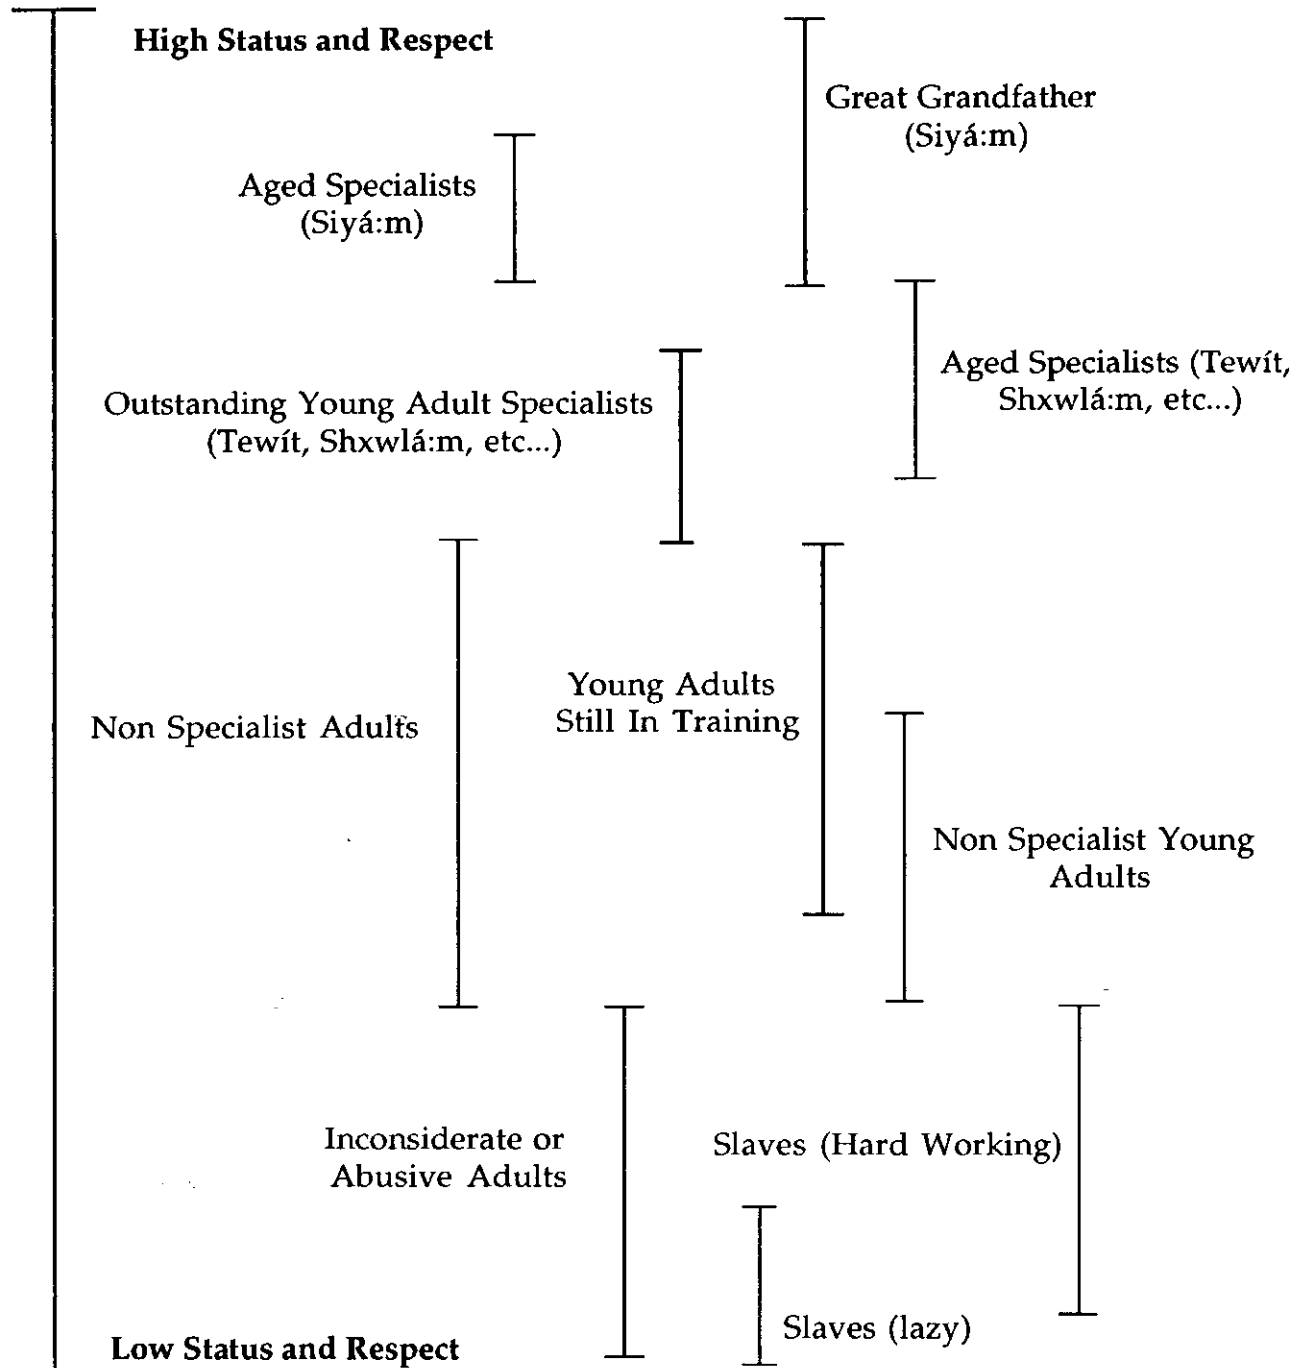 High Status and Respect
Great Grandfather
(Siyá:m)
Aged Specialists
(Siyá:m)
Aged Specialists (Tewít,
Shxwlá:m, etc...)
Outstanding Young Adult Specialists
(Tewít, Shxwlá:m, etc...)
Young Adults
Still In Training
Non Specialist Adults
Non Specialist Young
Adults
Inconsiderate or
Abusive Adults
Slaves (Hard Working)
Slaves (lazy)
Low Status and Respect